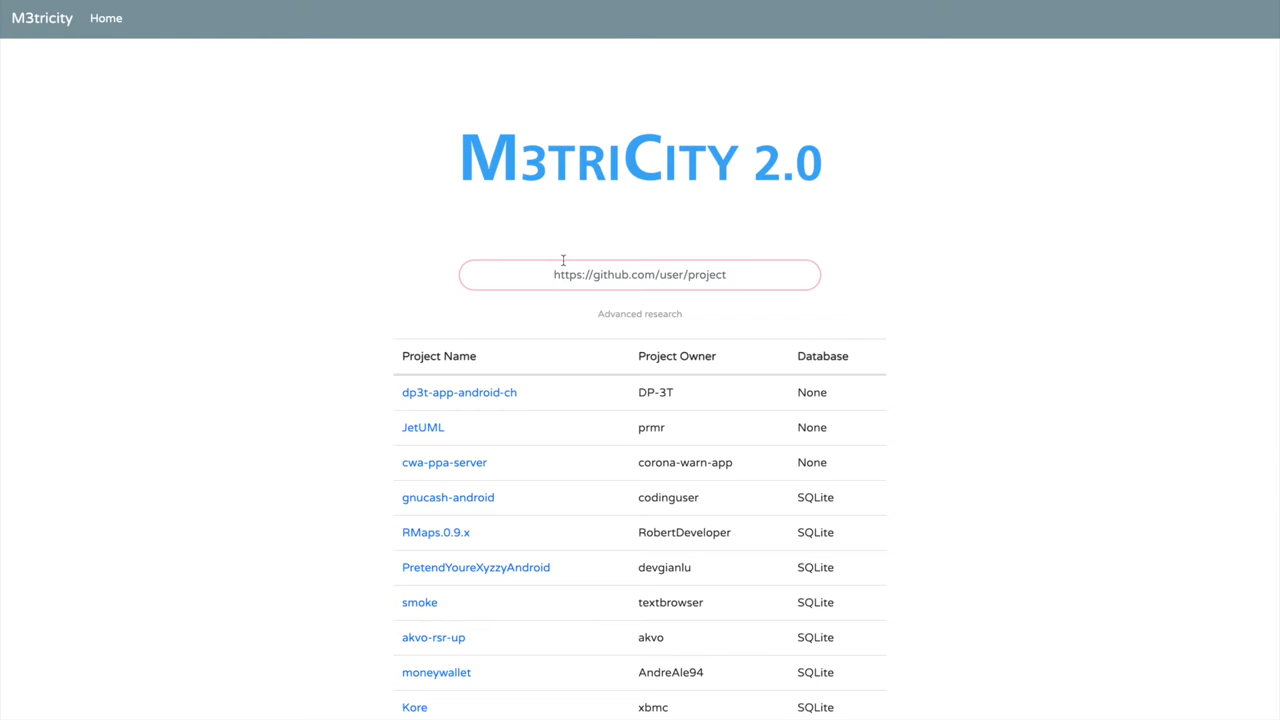 M3tricity Home
M3TRICITY 2.0
https://github.com/user/project
Advanced research
Project Name Project Owner Database
dp3t-app-android-ch DP-3T None
JetUML prmr None
cwa-ppa-server corona-warn-app None
gnucash-android codinguser SQLite
RMaps.0.9.x RobertDeveloper SQLite
PretendYoureXyzzyAndroid devgianlu SQLite
smoke textbrowser SQLite
akvo-rsr-up akvo SQLite
moneywallet AndreAle94 SQLite
Kore xbmc SQLite